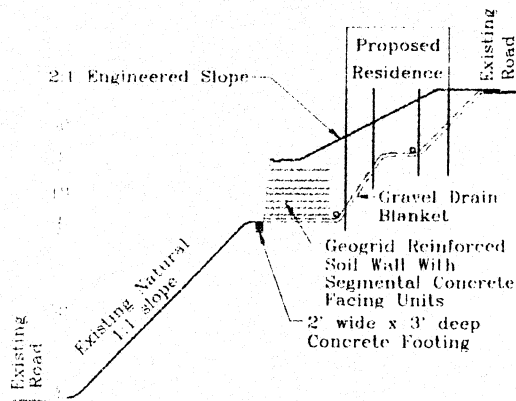 Proposed
Residence
Existing
Road
2:1 Engineered Slope
Gravel Drain
Blanket
Geogrid Reinforced
Soil Wall With
Segmental Concrete
Facing Units
2' wide x 3' deep
Concrete Footing
Existing Natural
1:1 slope
Existing
Road